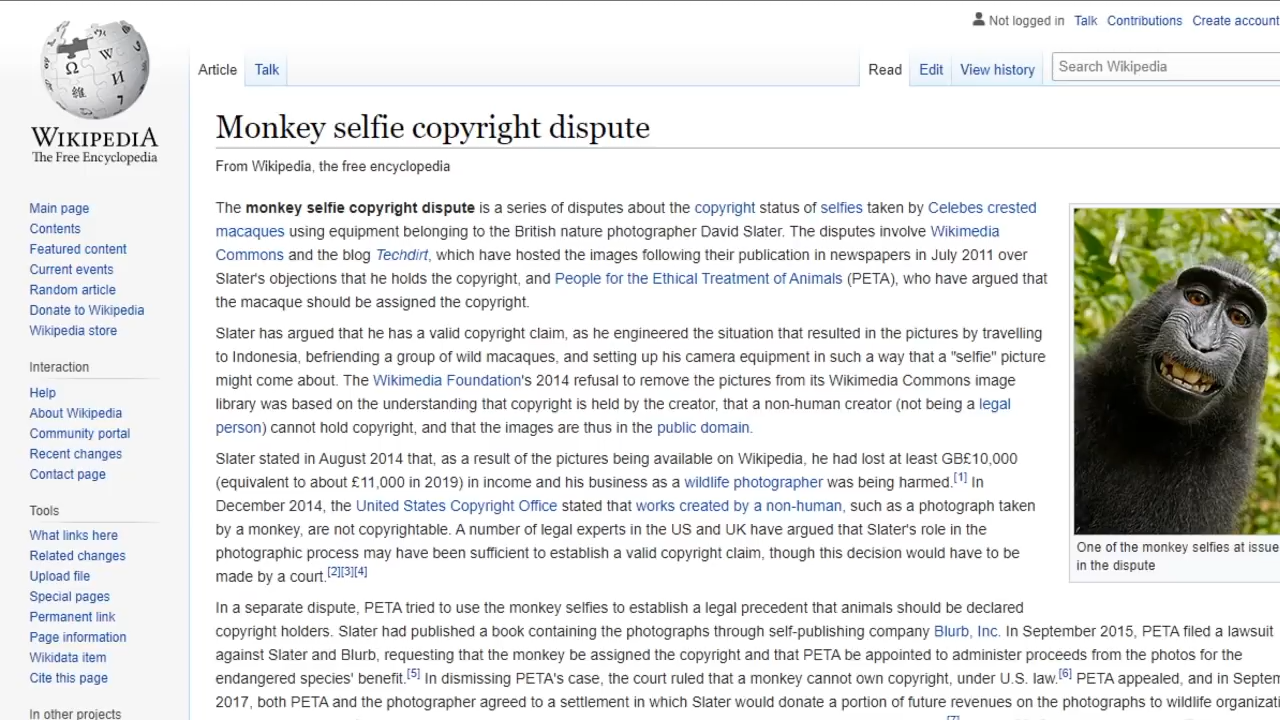 Not logged in Talk Contributions Create account
Article Talk Read Edit View history Search Wikipedia
WIKIPEDIA
The Free Encyclopedia
Main page
Contents
Featured content
Current events
Random article
Donate to Wikipedia
Wikipedia store
Interaction
Help
About Wikipedia
Community portal
Recent changes
Contact page
Tools
What links here
Related changes
Upload file
Special pages
Permanent link
Page information
Wikidata item
Cite this page
In other projects
Monkey selfie copyright dispute
From Wikipedia, the free encyclopedia
The monkey selfie copyright dispute is a series of disputes about the copyright status of selfies taken by Celebes crested
macaques using equipment belonging to the British nature photographer David Slater. The disputes involve Wikimedia
Commons and the blog Techdirt, which have hosted the images following their publication in newspapers in July 2011 over
Slater's objections that he holds the copyright, and People for the Ethical Treatment of Animals (PETA), who have argued that
the macaque should be assigned the copyright.
Slater has argued that he has a valid copyright claim, as he engineered the situation that resulted in the pictures by travelling
to Indonesia, befriending a group of wild macaques, and setting up his camera equipment in such a way that a "selfie" picture
might come about. The Wikimedia Foundation's 2014 refusal to remove the pictures from its Wikimedia Commons image
library was based on the understanding that copyright is held by the creator, that a non-human creator (not being a legal
person) cannot hold copyright, and that the images are thus in the public domain.
Slater stated in August 2014 that, as a result of the pictures being available on Wikipedia, he had lost at least GB£10,000
(equivalent to about £11,000 in 2019) in income and his business as a wildlife photographer was being harmed.[1] In
December 2014, the United States Copyright Office stated that works created by a non-human, such as a photograph taken
by a monkey, are not copyrightable. A number of legal experts in the US and UK have argued that Slater's role in the
photographic process may have been sufficient to establish a valid copyright claim, though this decision would have to be
made by a court.[2][3][4]
One of the monkey selfies at issue
in the dispute
In a separate dispute, PETA tried to use the monkey selfies to establish a legal precedent that animals should be declared
copyright holders. Slater had published a book containing the photographs through self-publishing company Blurb, Inc. In September 2015, PETA filed a lawsuit
against Slater and Blurb, requesting that the monkey be assigned the copyright and that PETA be appointed to administer proceeds from the photos for the
endangered species' benefit.[5] In dismissing PETA's case, the court ruled that a monkey cannot own copyright, under U.S. law.[6] PETA appealed, and in Septem
2017, both PETA and the photographer agreed to a settlement in which Slater would donate a portion of future revenues on the photographs to wildlife organizati
[7]